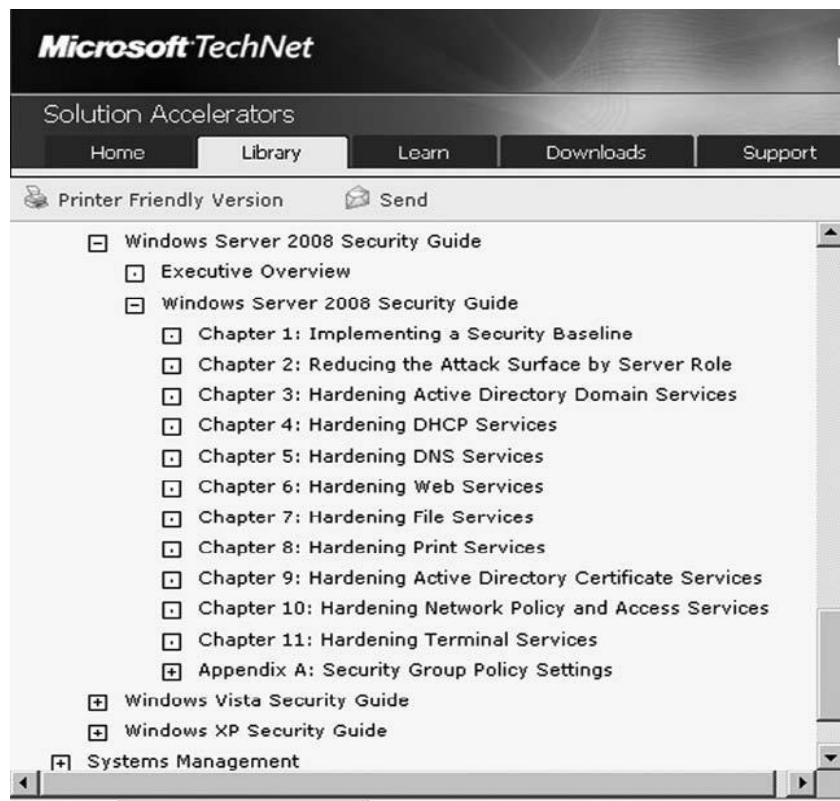 Microsoft TechNet
Solution Accelerators
Home Library Learn Downloads Support
Printer Friendly Version Send
Windows Server 2008 Security Guide
Executive Overview
Windows Server 2008 Security Guide
Chapter 1: Implementing a Security Baseline
Chapter 2: Reducing the Attack Surface by Server Role
Chapter 3: Hardening Active Directory Domain Services
Chapter 4: Hardening DHCP Services
Chapter 5: Hardening DNS Services
Chapter 6: Hardening Web Services
Chapter 7: Hardening File Services
Chapter 8: Hardening Print Services
Chapter 9: Hardening Active Directory Certificate Services
Chapter 10: Hardening Network Policy and Access Services
Chapter 11: Hardening Terminal Services
Appendix A: Security Group Policy Settings
Windows Vista Security Guide
Windows XP Security Guide
Systems Management